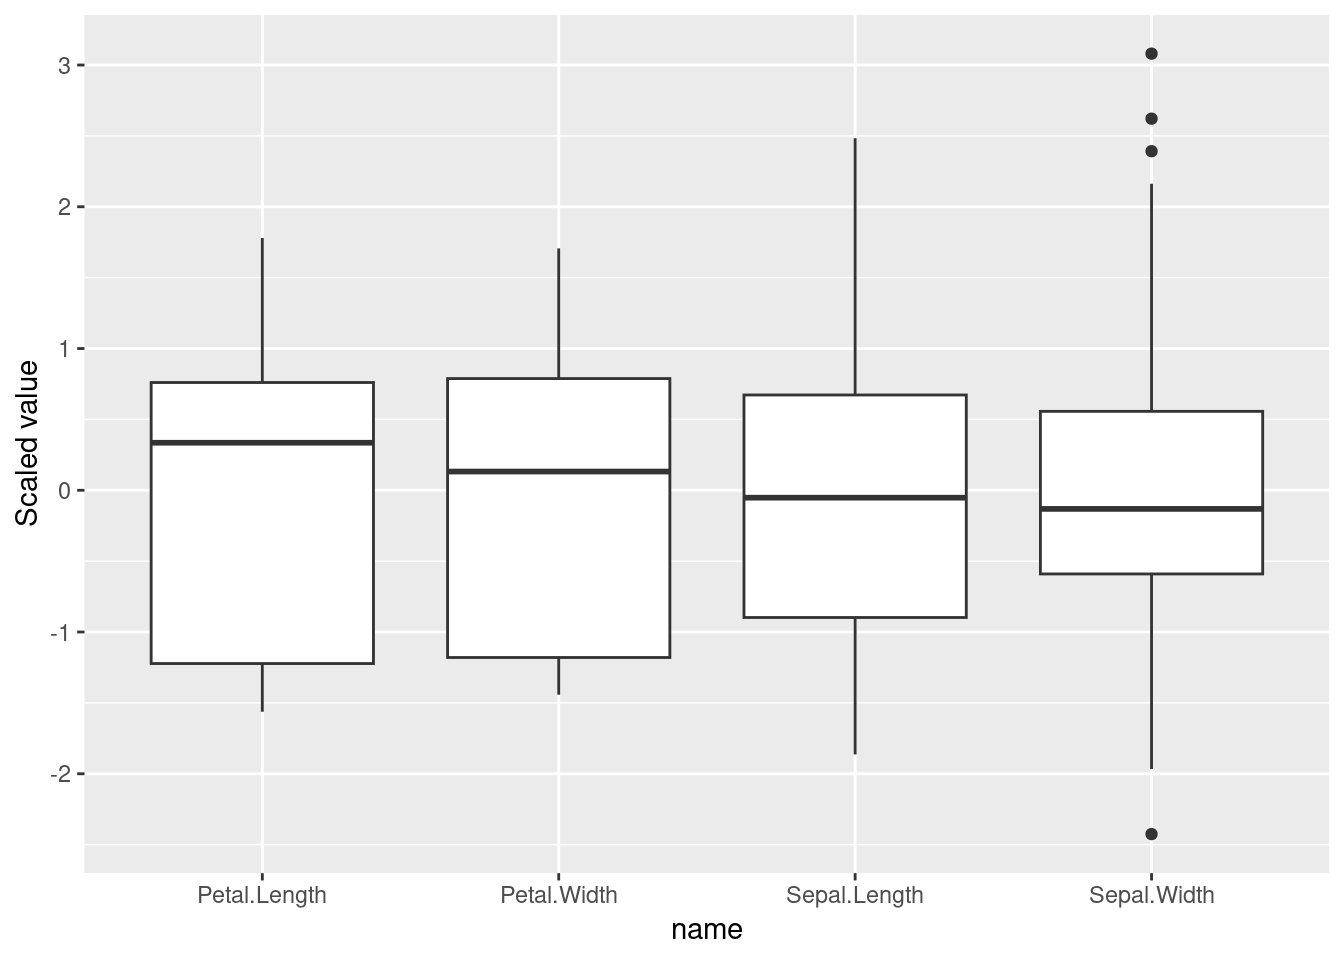 3
2
1
0
-1
-2
Scaled value
Petal.Length
Petal.Width
Sepal.Length
Sepal.Width
name